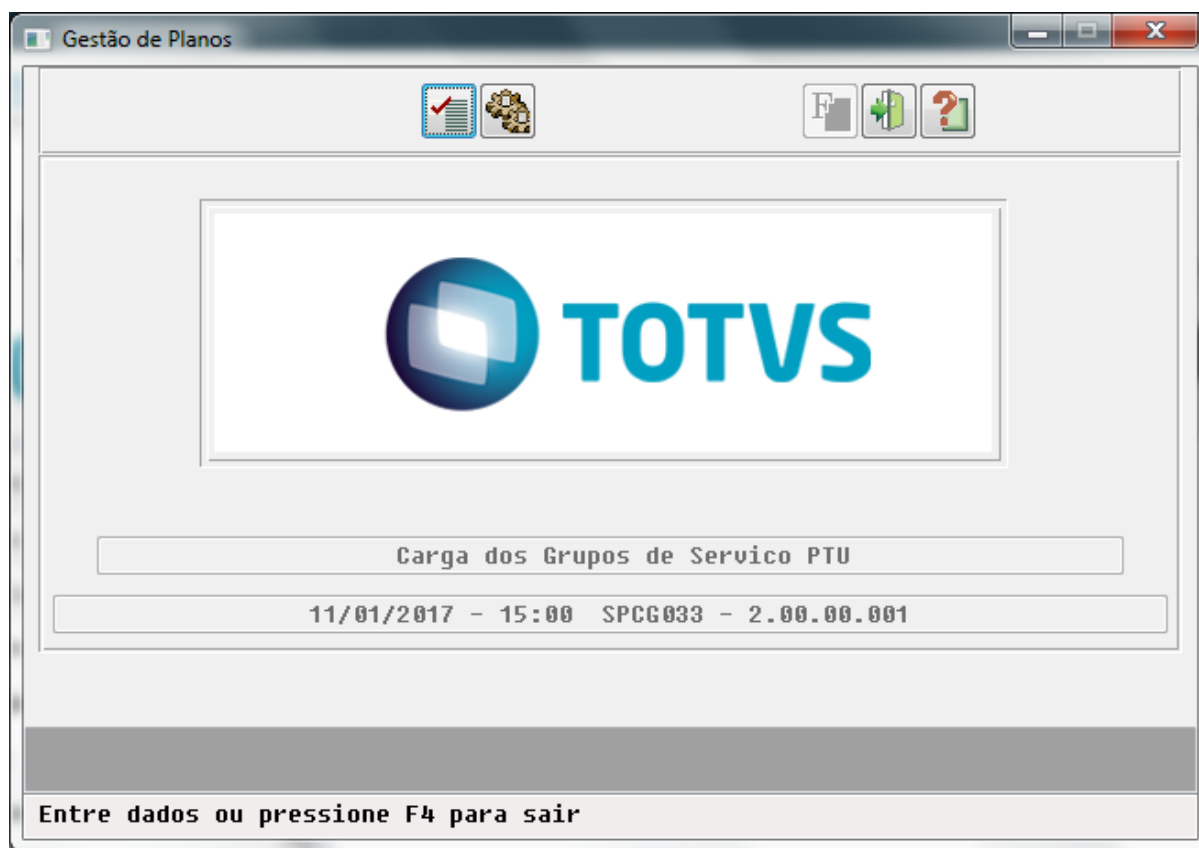 Gestão de Planos
F
?
TOTVS
Carga dos Grupos de Servico PTU
11/01/2017 - 15:00 SPCG033 - 2.00.00.001
Entre dados ou pressione F4 para sair